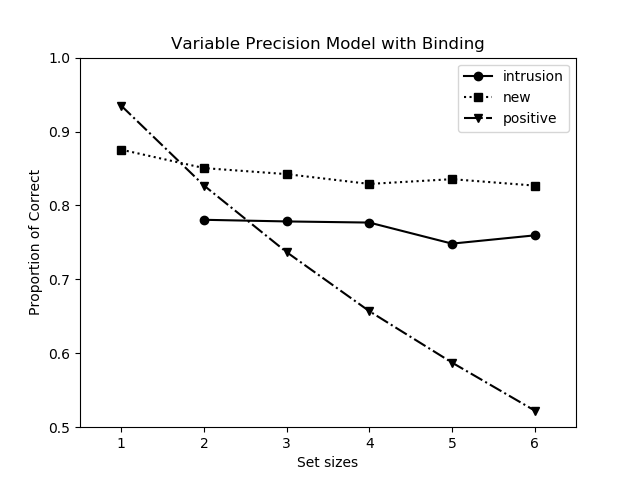 Variable Precision Model with Binding
intrusion
new
positive
Proportion of Correct
1.0
0.9
0.8
0.7
0.6
0.5
1 2 3 4 5 6
Set sizes